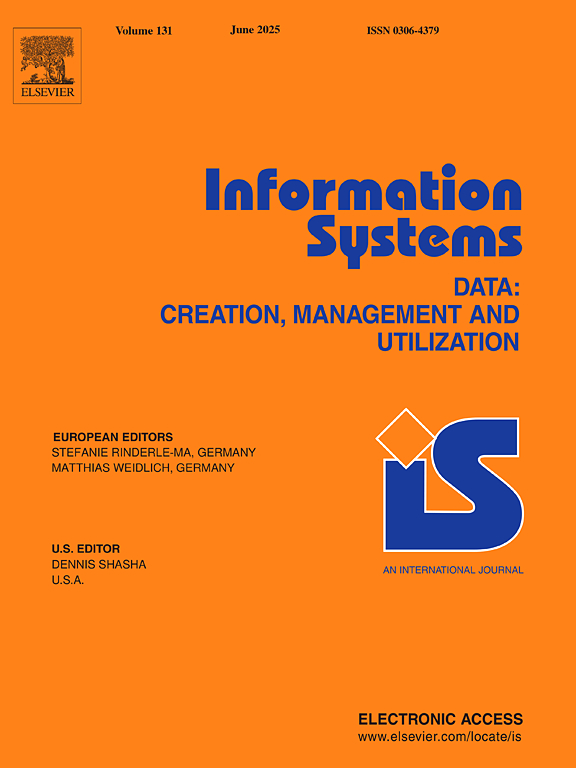 Volume 131 June 2025 ISSN 0306-4379
ELSEVIER
Information
Systems
DATA:
CREATION, MANAGEMENT AND
UTILIZATION
EUROPEAN EDITORS
STEFANIE RINDERLE-MA, GERMANY
MATTHIAS WEIDLICH, GERMANY
iS
U.S. EDITOR
DENNIS SHASHA
U.S.A.
AN INTERNATIONAL JOURNAL
ELECTRONIC ACCESS
www.elsevier.com/locate/is